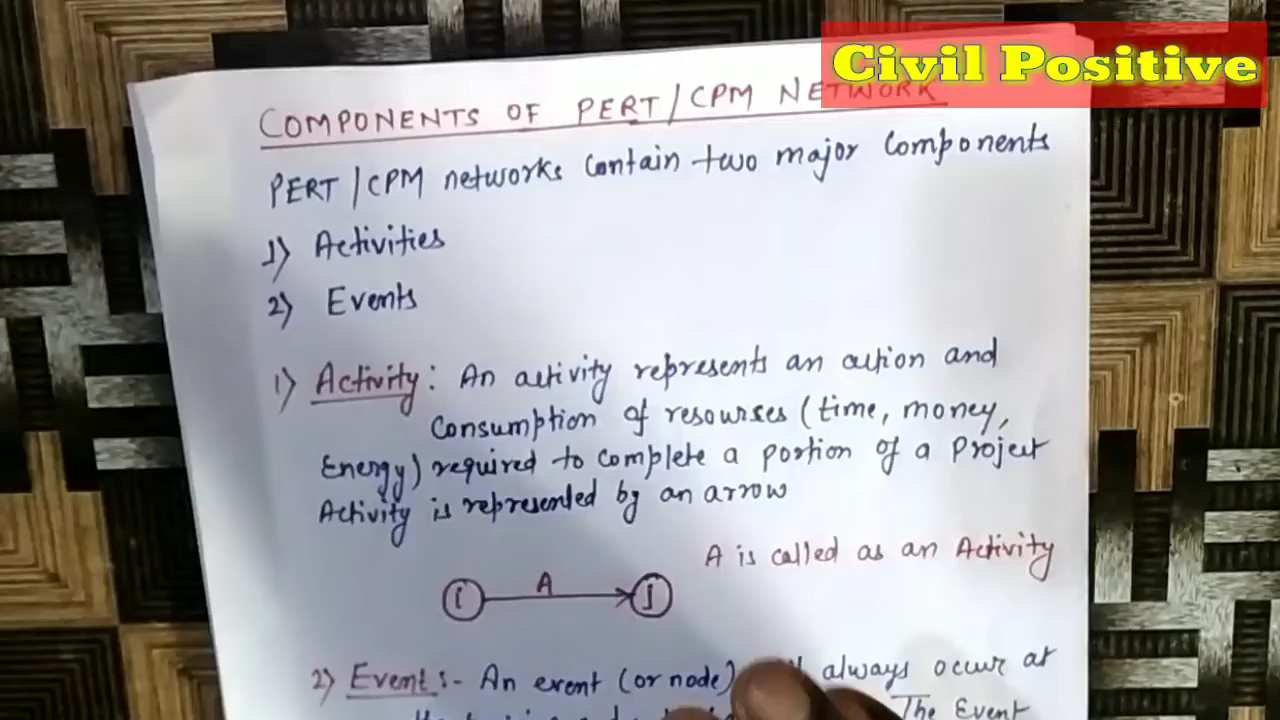 Civil Positive
COMPONENTS OF PERT/CPM NETWORK
PERT/CPM networks contain two major components
1) Activities
2) Events
1) Activity: An activity represents an action and
consumption of resourses (time, money,
Energy) required to complete a portion of a Project
Activity is represented by an arrow
A is called as an Activity
i A J
2) Event :- An event (or node) always occur at
The Event